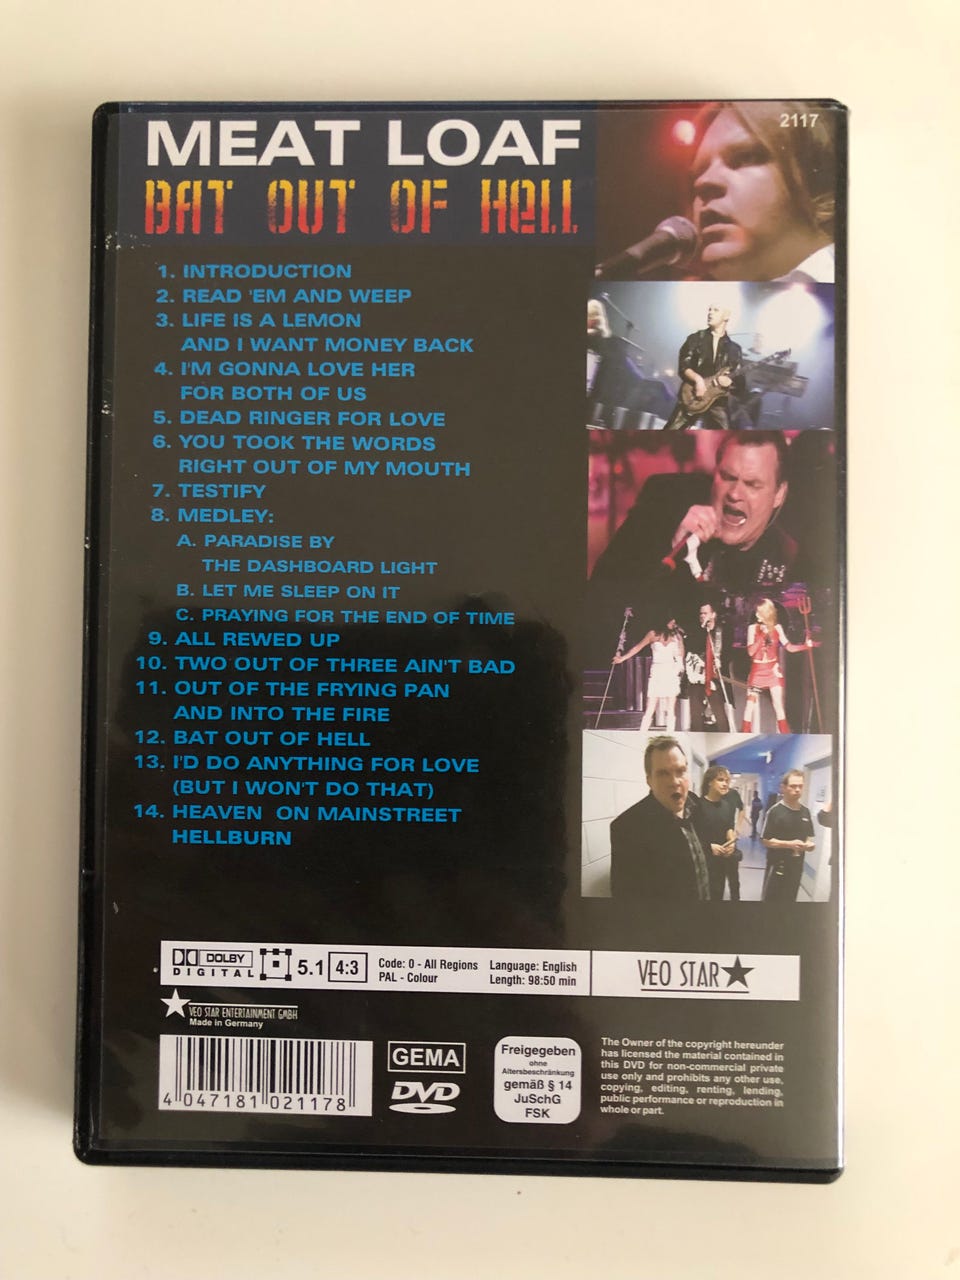 MEAT LOAF
2117
BAT OUT OF HELL
1. INTRODUCTION
2. READ 'EM AND WEEP
3. LIFE IS A LEMON
AND I WANT MONEY BACK
4. I'M GONNA LOVE HER
FOR BOTH OF US
5. DEAD RINGER FOR LOVE
6. YOU TOOK THE WORDS
RIGHT OUT OF MY MOUTH
7. TESTIFY
8. MEDLEY:
A. PARADISE BY
THE DASHBOARD LIGHT
B. LET ME SLEEP ON IT
C. PRAYING FOR THE END OF TIME
9. ALL REWED UP
10. TWO OUT OF THREE AIN'T BAD
11. OUT OF THE FRYING PAN
AND INTO THE FIRE
12. BAT OUT OF HELL
13. I'D DO ANYTHING FOR LOVE
(BUT I WON'T DO THAT)
14. HEAVEN ON MAINSTREET
HELLBURN
DOLBY
DIGITAL
5.1
4:3
Code: 0 - All Regions
PAL - Colour
Language: English
Length: 98:50 min
VEO STAR
VEO STAR ENTERTAINMENT GMBH
Made in Germany
4 047181 021178
GEMA
DVD
Freigegeben
ohne
Altersbeschränkung
gemäß § 14
JuSchG
FSK
The Owner of the copyright hereunder
has licensed the material contained in
this DVD for non-commercial private
use only and prohibits any other use,
copying, editing, renting, lending,
public performance or reproduction in
whole or part.